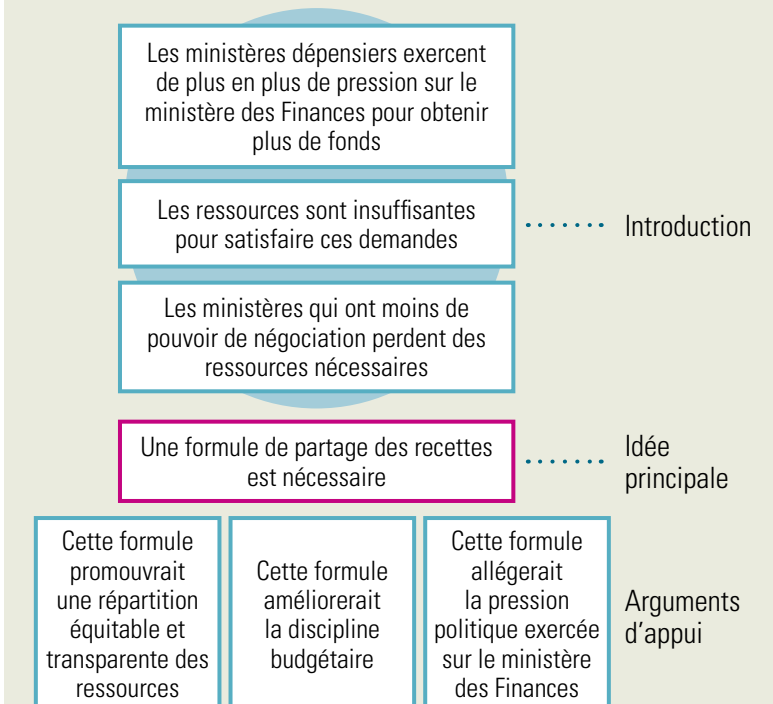 Les ministères dépensiers exercent
de plus en plus de pression sur le
ministère des Finances pour obtenir
plus de fonds
Les ressources sont insuffisantes
pour satisfaire ces demandes
Introduction
Les ministères qui ont moins de
pouvoir de négociation perdent des
ressources nécessaires
Une formule de partage des recettes
est nécessaire
Idée
principale
Cette formule
promouvrait
une répartition
équitable et
transparente des
ressources
Cette formule
améliorerait
la discipline
budgétaire
Cette formule
allégerait
la pression
politique exercée
sur le ministère
des Finances
Arguments
d'appui